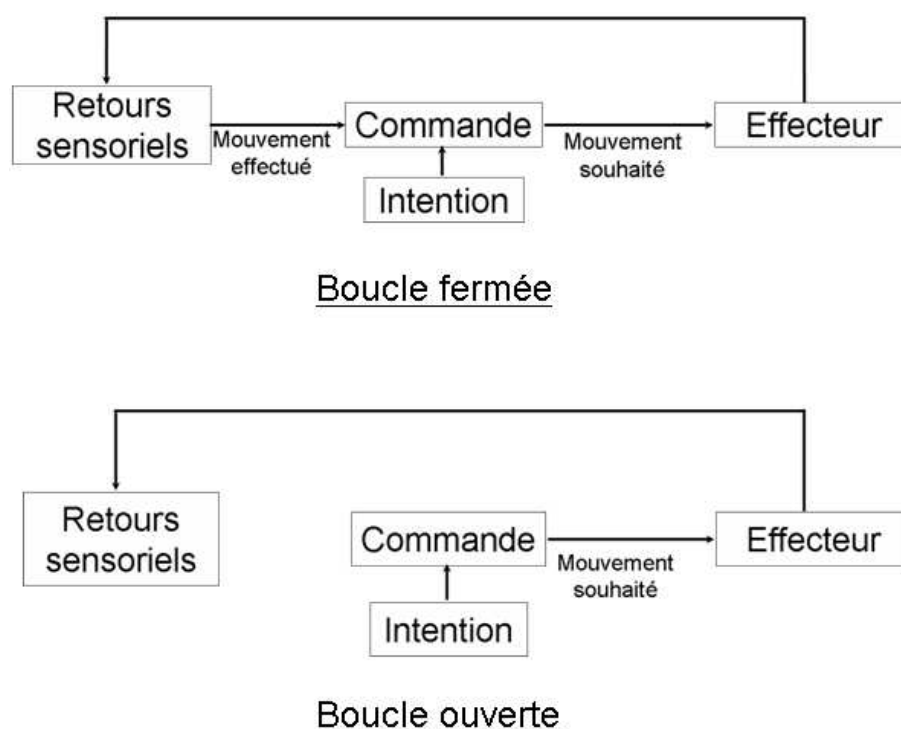 Retours
sensoriels
Mouvement
effectué
Commande
Mouvement
souhaité
Effecteur
Intention
Boucle fermée
Retours
sensoriels
Commande
Mouvement
souhaité
Effecteur
Intention
Boucle ouverte